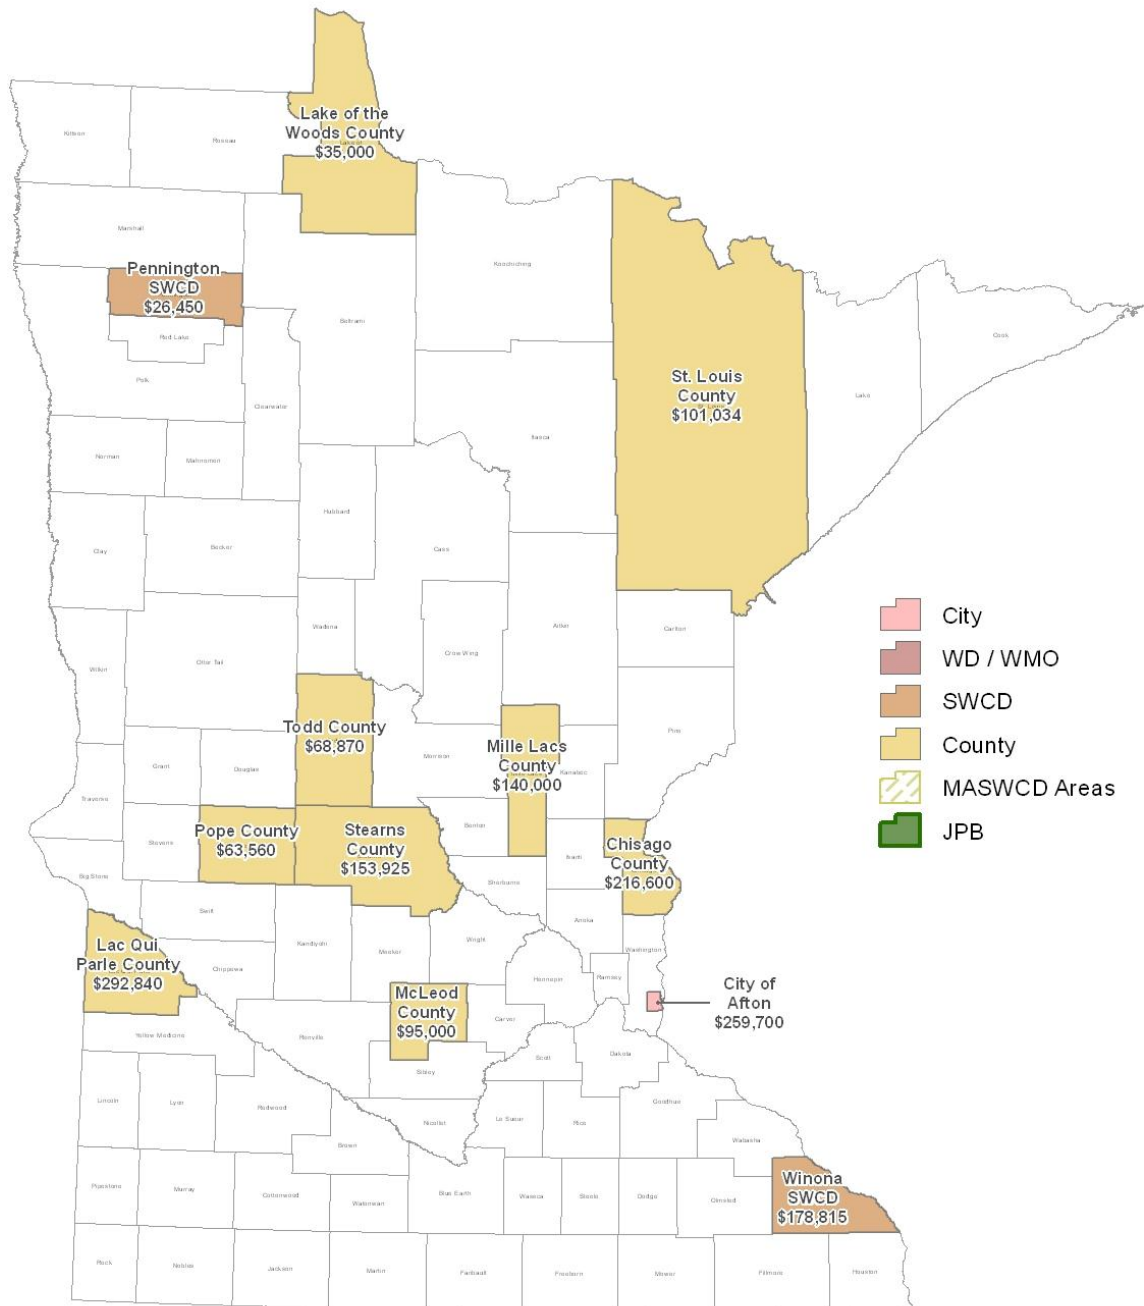 Lake of the
Woods County
$35,000
Kittson
Roseau
Marshall
Koochiching
Pennington
SWCD
$26,450
Red Lake
Beltrami
Cook
Polk
St. Louis
County
$101,034
Lake
Clearwater
Itasca
Norman
Mahnomen
Hubbard
Cass
Clay
Becker
Wadena
Aitkin
Carlton
Crow Wing
Wilkin
Otter Tail
City
WD / WMO
SWCD
County
MASWCD Areas
JPB
Todd County
$68,870
Mille Lacs
County
$140,000
Morrison
Kanabec
Pine
Grant
Douglas
Traverse
Pope County
$63,560
Stearns
County
$153,925
Benton
Stevens
Isanti
Chisago
County
$216,600
Big Stone
Sherburne
Swift
Anoka
Kandiyohi
Meeker
Wright
Washington
Lac Qui
Parle County
$292,840
Chippewa
Hennepin
Ramsey
City of
Afton
$259,700
McLeod
County
$95,000
Carver
Yellow Medicine
Renville
Scott
Dakota
Sibley
Lincoln
Lyon
Redwood
Nicollet
Le Sueur
Rice
Goodhue
Brown
Wabasha
Pipestone
Murray
Cottonwood
Watonwan
Blue Earth
Waseca
Steele
Dodge
Olmsted
Winona
SWCD
$178,815
Rock
Nobles
Jackson
Martin
Faribault
Freeborn
Mower
Fillmore
Houston